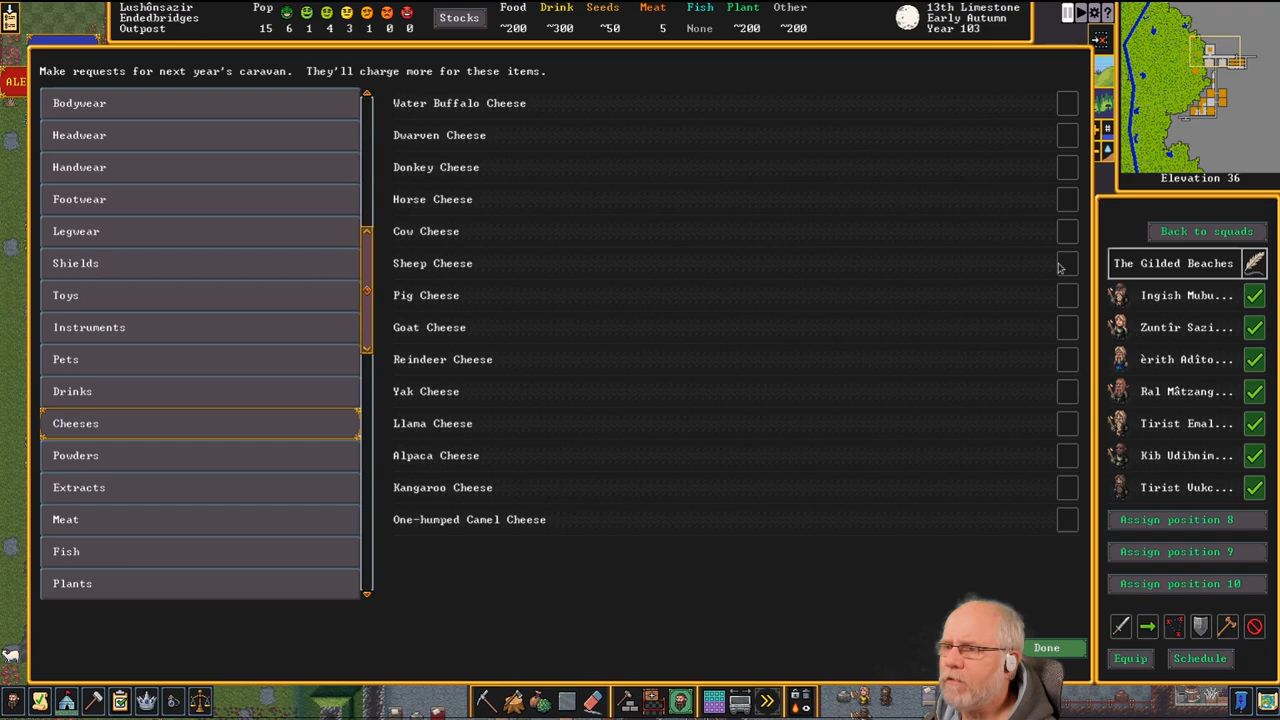 Lushônsazir
Endedbridges
Outpost
Pop
15 6 1 4 3 1 0 0
Stocks
Food Drink Seeds Meat Fish Plant Other
~200 ~300 ~50 5 None ~200 ~200
13th Limestone
Early Autumn
Year 103
ALE
Elevation 36
Make requests for next year's caravan. They'll charge more for these items.
Bodywear
Headwear
Handwear
Footwear
Legwear
Shields
Toys
Instruments
Pets
Drinks
Cheeses
Powders
Extracts
Meat
Fish
Plants
Water Buffalo Cheese
Dwarven Cheese
Donkey Cheese
Horse Cheese
Cow Cheese
Sheep Cheese
Pig Cheese
Goat Cheese
Reindeer Cheese
Yak Cheese
Llama Cheese
Alpaca Cheese
Kangaroo Cheese
One-humped Camel Cheese
Done
Back to squads
The Gilded Beaches
Ingish Mubu...
Zuntîr Sazi...
èrith Adîto...
Ral Mâtzang...
Tirist Emal...
Kib Udibnim...
Tirist Vukc...
Assign position 8
Assign position 9
Assign position 10
Equip
Schedule